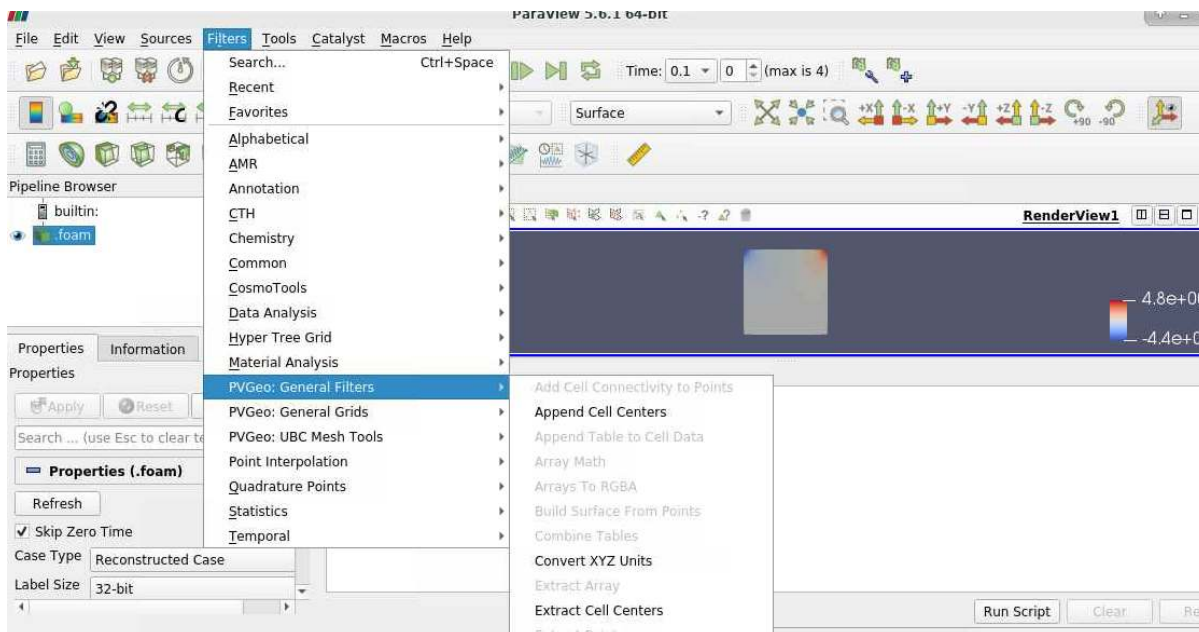 ParaView 5.6.1 64-bit
File Edit View Sources Filters Tools Catalyst Macros Help
Search... Ctrl+Space
Recent
Favorites
Alphabetical
AMR
Annotation
CTH
Chemistry
Common
CosmoTools
Data Analysis
Hyper Tree Grid
Material Analysis
PVGeo: General Filters
PVGeo: General Grids
PVGeo: UBC Mesh Tools
Point Interpolation
Quadrature Points
Statistics
Temporal
Add Cell Connectivity to Points
Append Cell Centers
Append Table to Cell Data
Array Math
Arrays To RGBA
Build Surface From Points
Combine Tables
Convert XYZ Units
Extract Array
Extract Cell Centers
Time: 0.1 0 (max is 4)
Surface
+X -X +Y -Y +Z -Z +90 -90
Pipeline Browser
builtin:
.foam
RenderView1
4.8e+0
-4.4e+0
Properties Information
Properties
Apply Reset
Search ... (use Esc to clear te
Properties (.foam)
Refresh
Skip Zero Time
Case Type Reconstructed Case
Label Size 32-bit
Run Script Clear Re